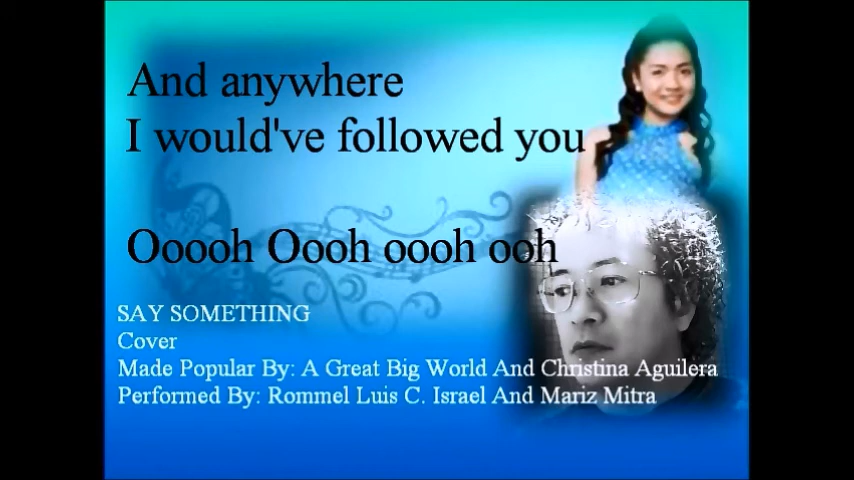 And anywhere
I would've followed you
Ooooh Oooh oooh ooh
SAY SOMETHING
Cover
Made Popular By: A Great Big World And Christina Aguilera
Performed By: Rommel Luis C. Israel And Mariz Mitra